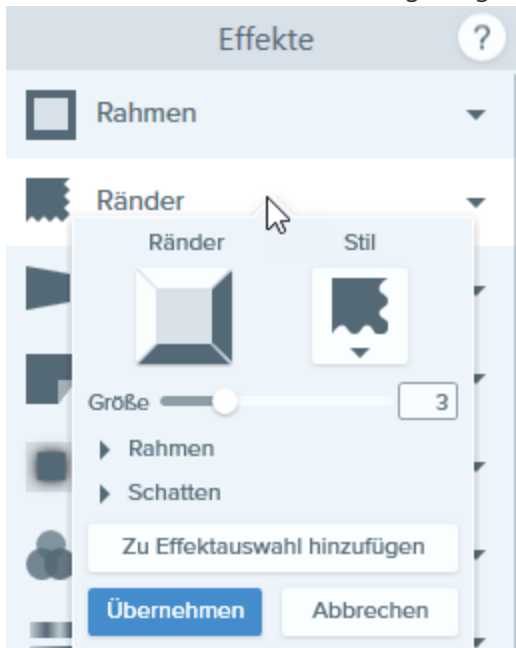 Effekte ?
Rahmen
Ränder
Ränder Stil
Größe 3
Rahmen
Schatten
Zu Effektauswahl hinzufügen
Übernehmen Abbrechen